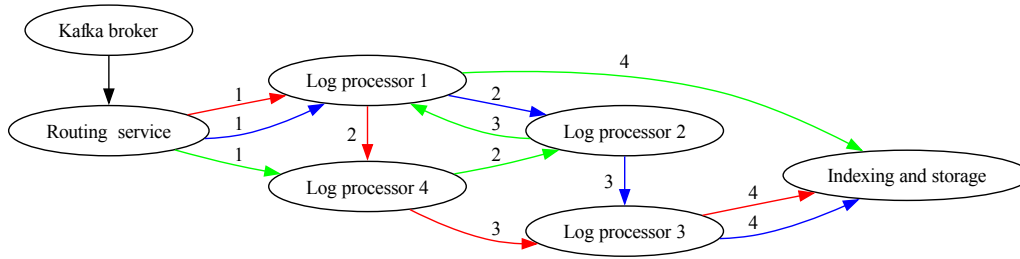 Kafka broker
Routing  service
1
1
1
Log processor 1
2
2
3
4
Log processor 4
2
3
Log processor 2
3
Log processor 3
4
4
Indexing and storage